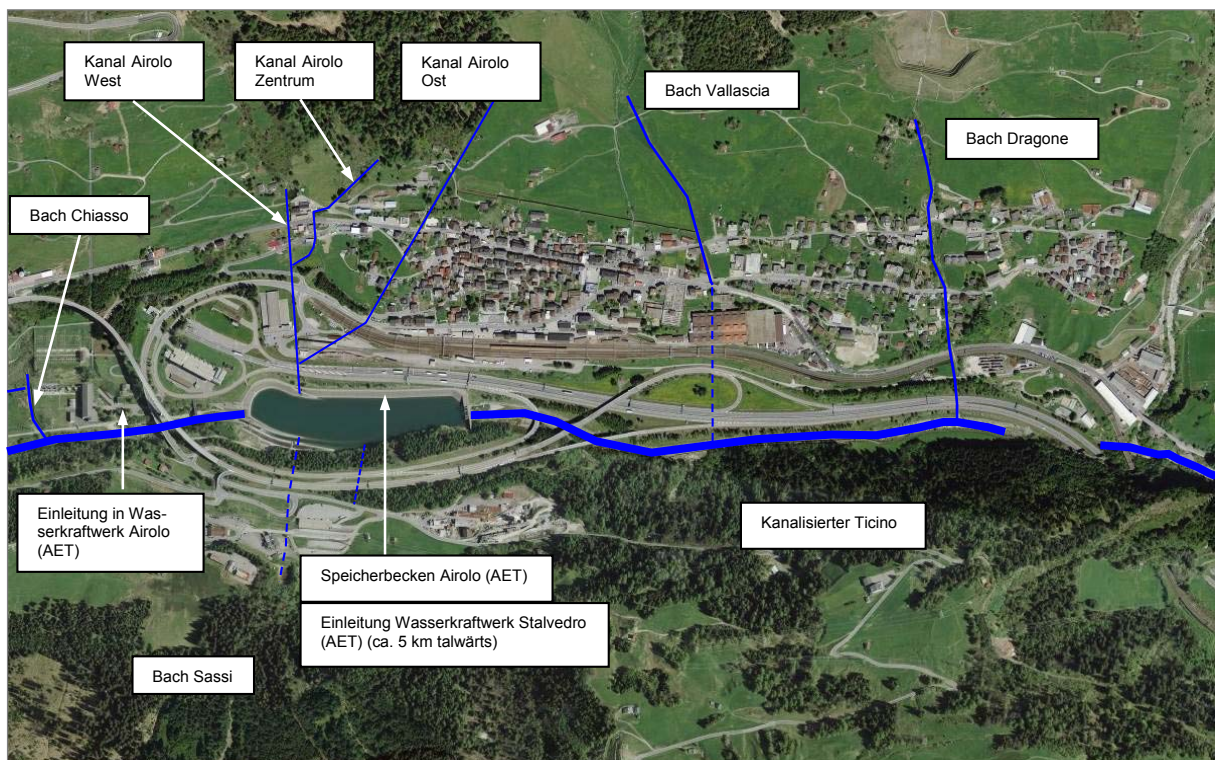 Kanal Airolo
West
Kanal Airolo
Zentrum
Kanal Airolo
Ost
Bach Vallascia
Bach Dragone
Bach Chiasso
Einleitung in Was-
serkraftwerk Airolo
(AET)
Kanalisierter Ticino
Speicherbecken Airolo (AET)
Einleitung Wasserkraftwerk Stalvedro
(AET) (ca. 5 km talwärts)
Bach Sassi